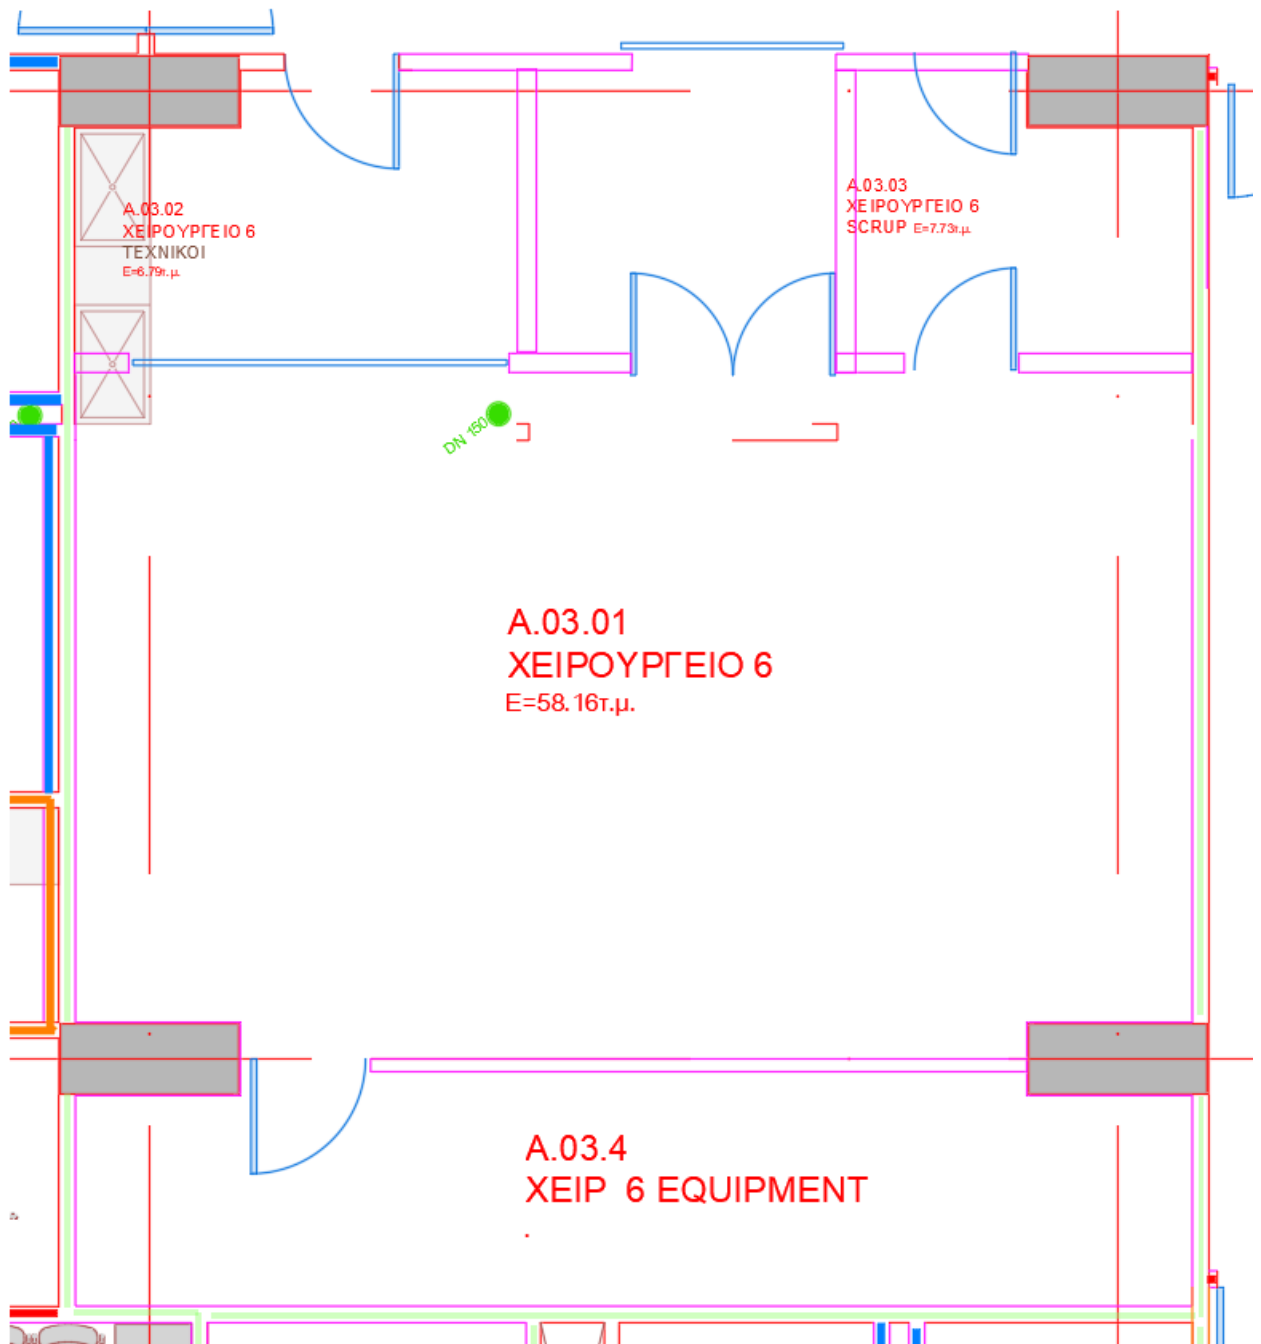 A.03.02
ΧΕΙΡΟΥΡΓΕΙΟ 6
ΤΕΧΝΙΚΟΙ
E=6.79τ.μ.
A.03.03
ΧΕΙΡΟΥΡΓΕΙΟ 6
SCRUP E=7.73τ.μ.
DN 150
A.03.01
ΧΕΙΡΟΥΡΓΕΙΟ 6
E=58.16τ.μ.
A.03.4
ΧΕΙΡ 6 EQUIPMENT